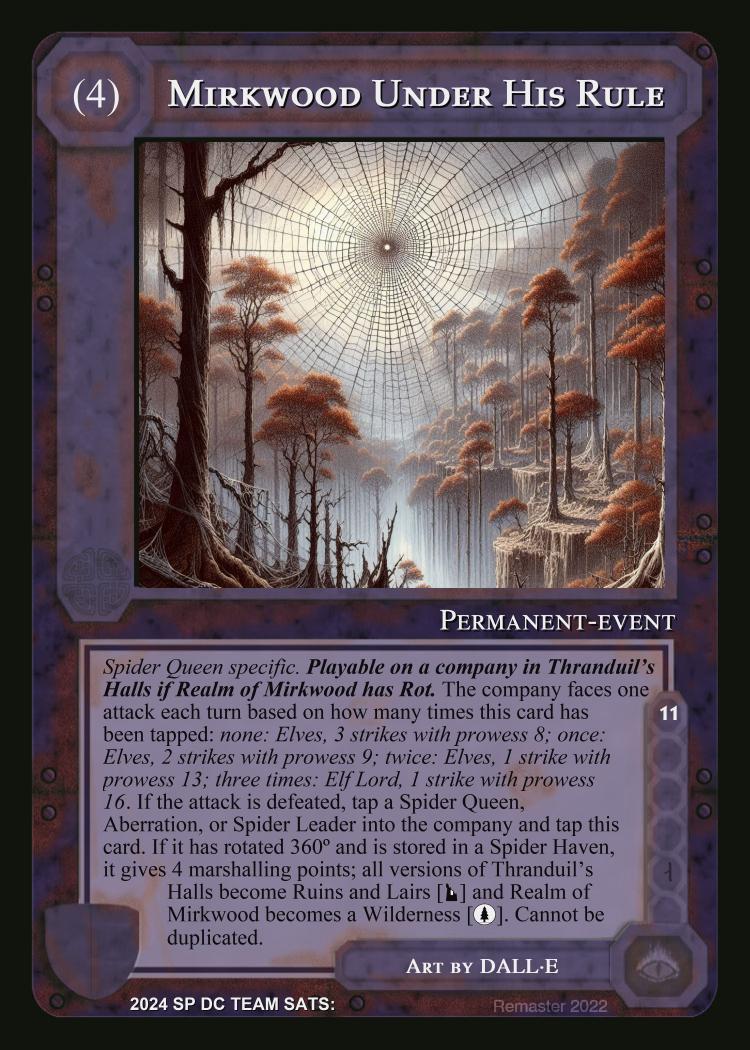 (4)
Mirkwood Under His Rule
Permanent-event
Spider Queen specific. Playable on a company in Thranduil's
Halls if Realm of Mirkwood has Rot. The company faces one
attack each turn based on how many times this card has
been tapped: none: Elves, 3 strikes with prowess 8; once:
Elves, 2 strikes with prowess 9; twice: Elves, 1 strike with
prowess 13; three times: Elf Lord, 1 strike with prowess
16. If the attack is defeated, tap a Spider Queen,
Aberration, or Spider Leader into the company and tap this
card. If it has rotated 360º and is stored in a Spider Haven,
it gives 4 marshalling points; all versions of Thranduil's
Halls become Ruins and Lairs [] and Realm of
Mirkwood becomes a Wilderness []. Cannot be
duplicated.
11
Art by DALL·E
2024 SP DC TEAM SATS:
Remaster 2022